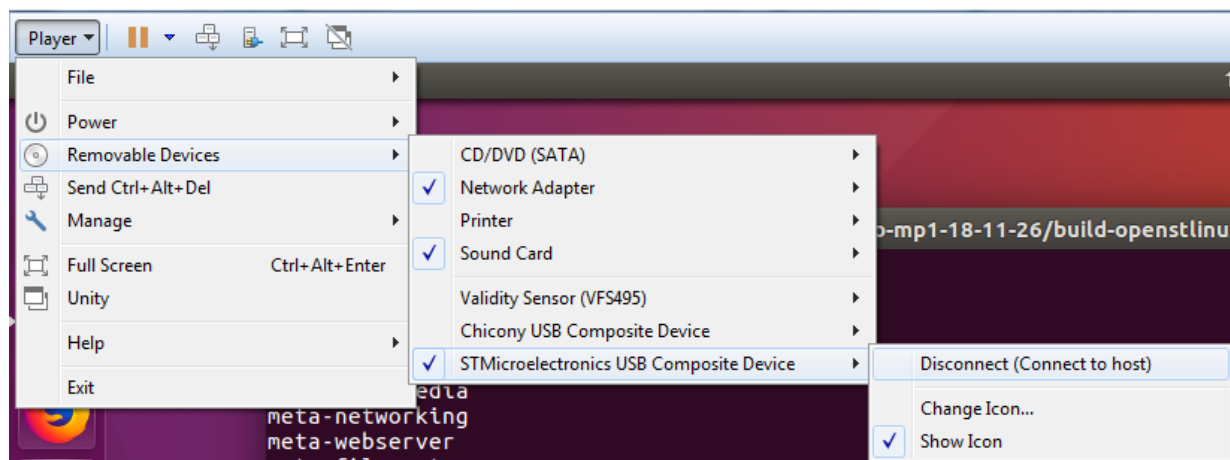 Player
File
Power
Removable Devices
Send Ctrl+Alt+Del
Manage
Full Screen Ctrl+Alt+Enter
Unity
Help
Exit
CD/DVD (SATA)
Network Adapter
Printer
Sound Card
Validity Sensor (VFS495)
Chicony USB Composite Device
STMicroelectronics USB Composite Device
Disconnect (Connect to host)
Change Icon...
Show Icon
-mp1-18-11-26/build-openstlinu
edia
meta-networking
meta-webserver